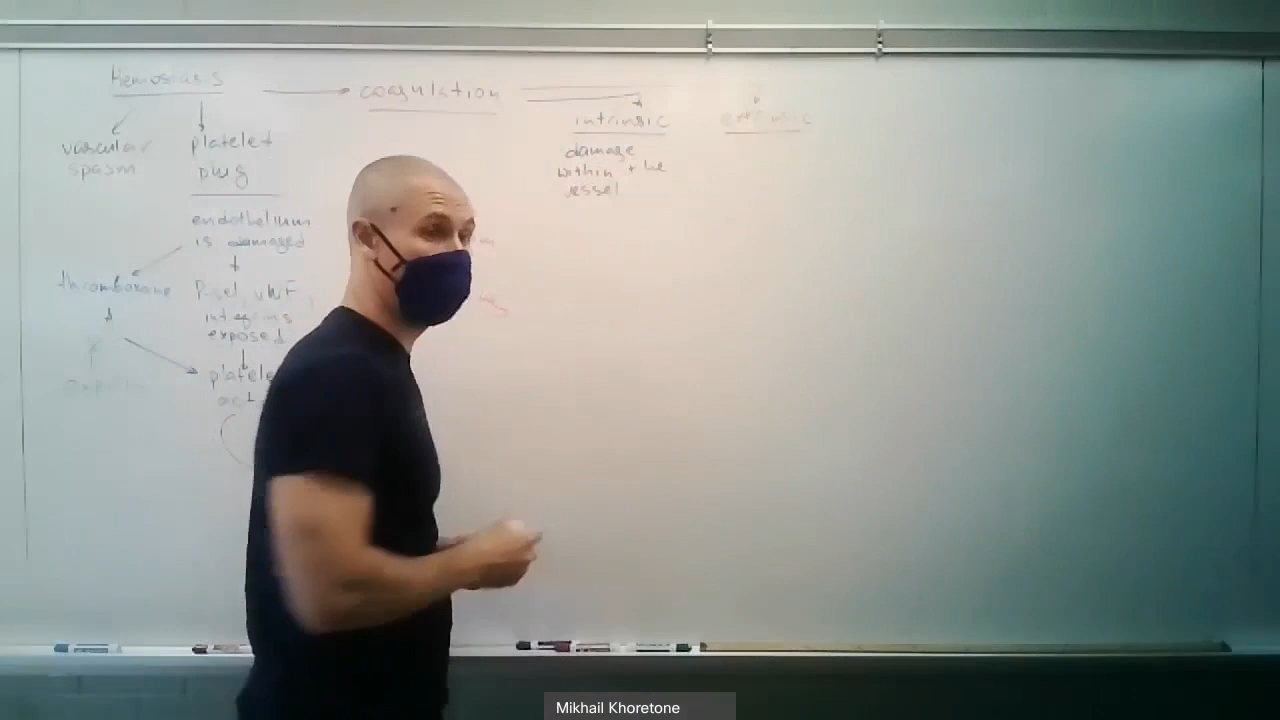 Hemostasis
coagulation
intrinsic
extrinsic
vascular
spasm
platelet
plug
damage
within the
vessel
endothelium
is damaged
thromboxane
P-sel, vWF,
integrins
exposed
Mikhail Khoretone